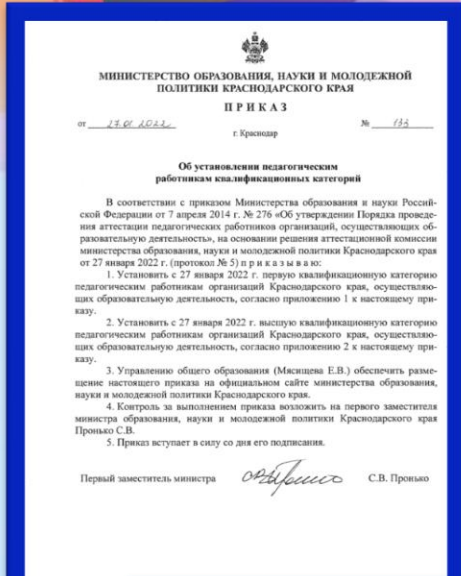 МИНИСТЕРСТВО ОБРАЗОВАНИЯ, НАУКИ И МОЛОДЕЖНОЙ
ПОЛИТИКИ КРАСНОДАРСКОГО КРАЯ
П Р И К А З
от 27.01.2022 № 133
г. Краснодар
Об установлении педагогическим
работникам квалификационных категорий
В соответствии с приказом Министерства образования и науки Россий-
ской Федерации от 7 апреля 2014 г. № 276 «Об утверждении Порядка проведе-
ния аттестации педагогических работников организаций, осуществляющих об-
разовательную деятельность», на основании решения аттестационной комиссии
министерства образования, науки и молодежной политики Краснодарского края
от 27 января 2022 г. (протокол № 5) п р и к а з ы в а ю:
1. Установить с 27 января 2022 г. первую квалификационную категорию
педагогическим работникам организаций Краснодарского края, осуществляю-
щих образовательную деятельность, согласно приложению 1 к настоящему при-
казу.
2. Установить с 27 января 2022 г. высшую квалификационную категорию
педагогическим работникам организаций Краснодарского края, осуществляю-
щих образовательную деятельность, согласно приложению 2 к настоящему при-
казу.
3. Управлению общего образования (Мясищева Е.В.) обеспечить разме-
щение настоящего приказа на официальном сайте министерства образования,
науки и молодежной политики Краснодарского края.
4. Контроль за выполнением приказа возложить на первого заместителя
министра образования, науки и молодежной политики Краснодарского края
Пронько С.В.
5. Приказ вступает в силу со дня его подписания.
Первый заместитель министра С.В. Пронько